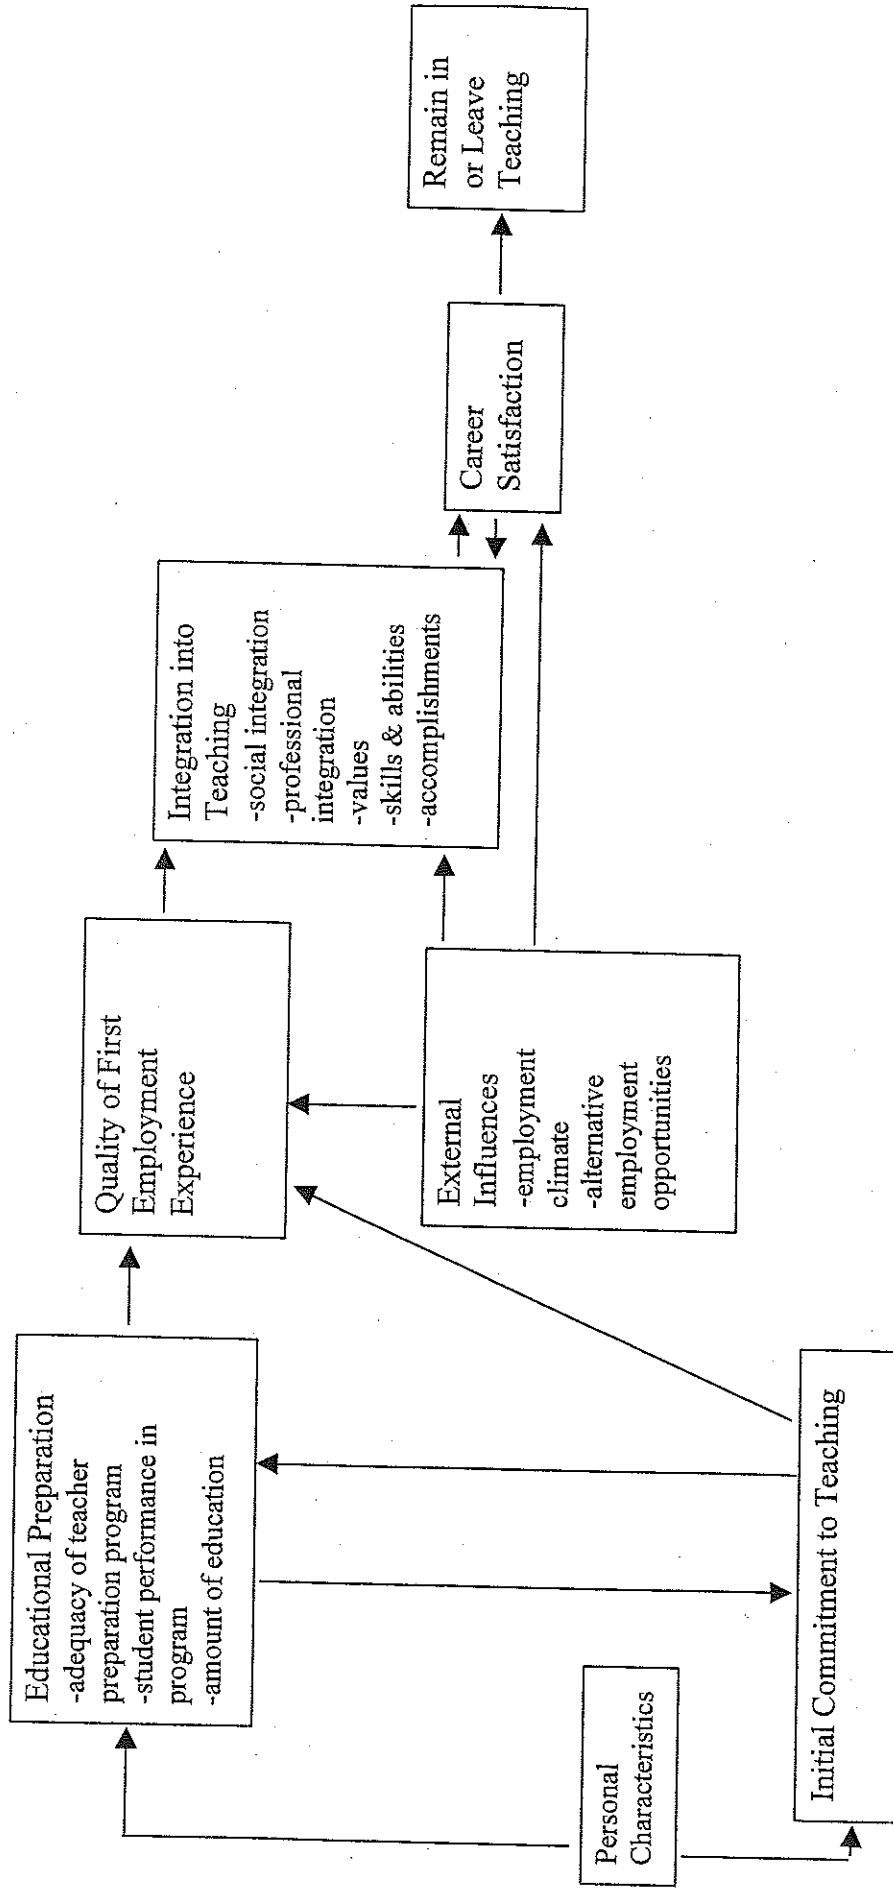 Educational Preparation
-adequacy of teacher
preparation program
-student performance in
program
-amount of education
Personal
Characteristics
Initial Commitment to Teaching
Quality of First
Employment
Experience
External
Influences
-employment
climate
-alternative
employment
opportunities
Integration into
Teaching
-social integration
-professional
integration
-values
-skills & abilities
-accomplishments
Career
Satisfaction
Remain in
or Leave
Teaching